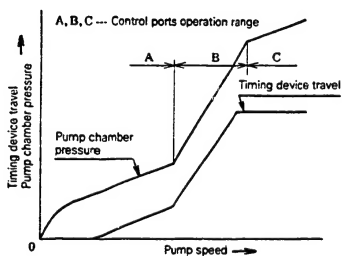 A, B, C --- Control ports operation range
A B C
Timing device travel
Pump chamber
pressure
Timing device travel
Pump chamber pressure
0
Pump speed